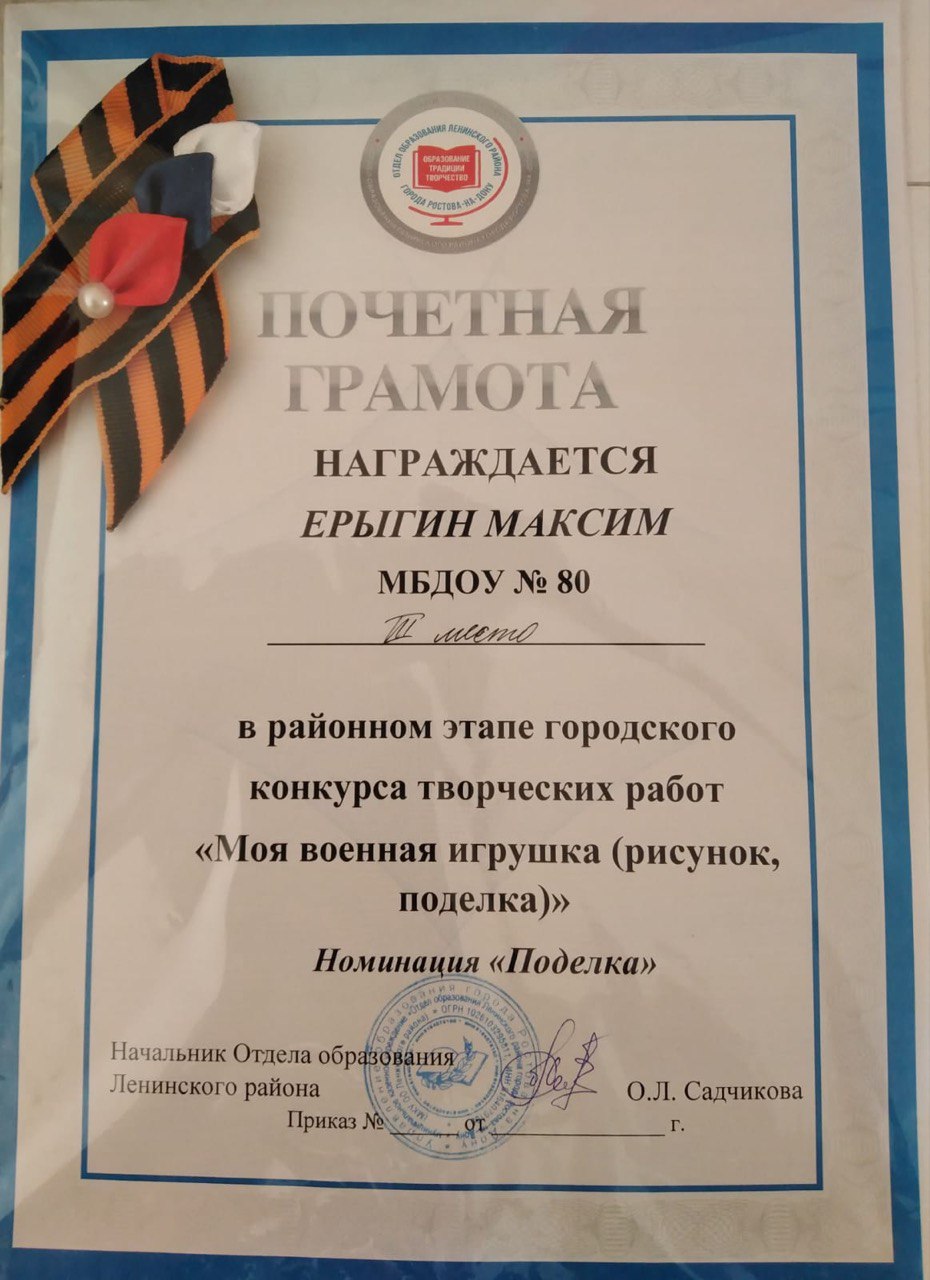 ОТДЕЛ ОБРАЗОВАНИЯ ЛЕНИНСКОГО РАЙОНА
ГОРОДА РОСТОВА-НА-ДОНУ
ОБРАЗОВАНИЕ
ТРАДИЦИИ
ТВОРЧЕСТВО
ПОЧЕТНАЯ
ГРАМОТА
НАГРАЖДАЕТСЯ
ЕРЫГИН МАКСИМ
МБДОУ № 80
III место
в районном этапе городского
конкурса творческих работ
«Моя военная игрушка (рисунок,
поделка)»
Номинация «Поделка»
Начальник Отдела образования
Ленинского района
О.Л. Садчикова
Приказ № ______ от ______________ г.